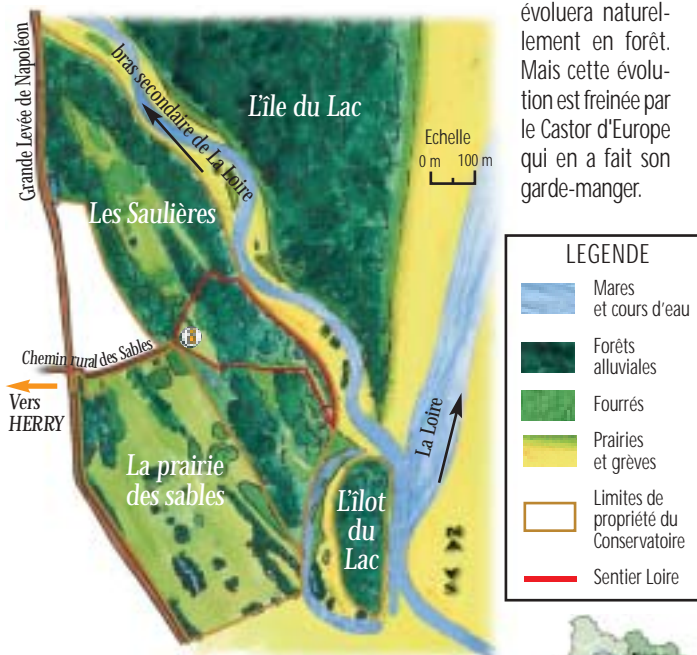 évoluera naturel-
lement en forêt.
Mais cette évolu-
tion est freinée par
le Castor d'Europe
qui en a fait son
garde-manger.
Grande Levée de Napoléon
bras secondaire de La Loire
L'île du Lac
Echelle
0 m 100 m
Les Saulières
Chemin rural des Sables
Vers
HERRY
La prairie
des sables
L'îlot
du
Lac
La Loire
LEGENDE
Mares
et cours d'eau
Forêts
alluviales
Fourrés
Prairies
et grèves
Limites de
propriété du
Conservatoire
Sentier Loire